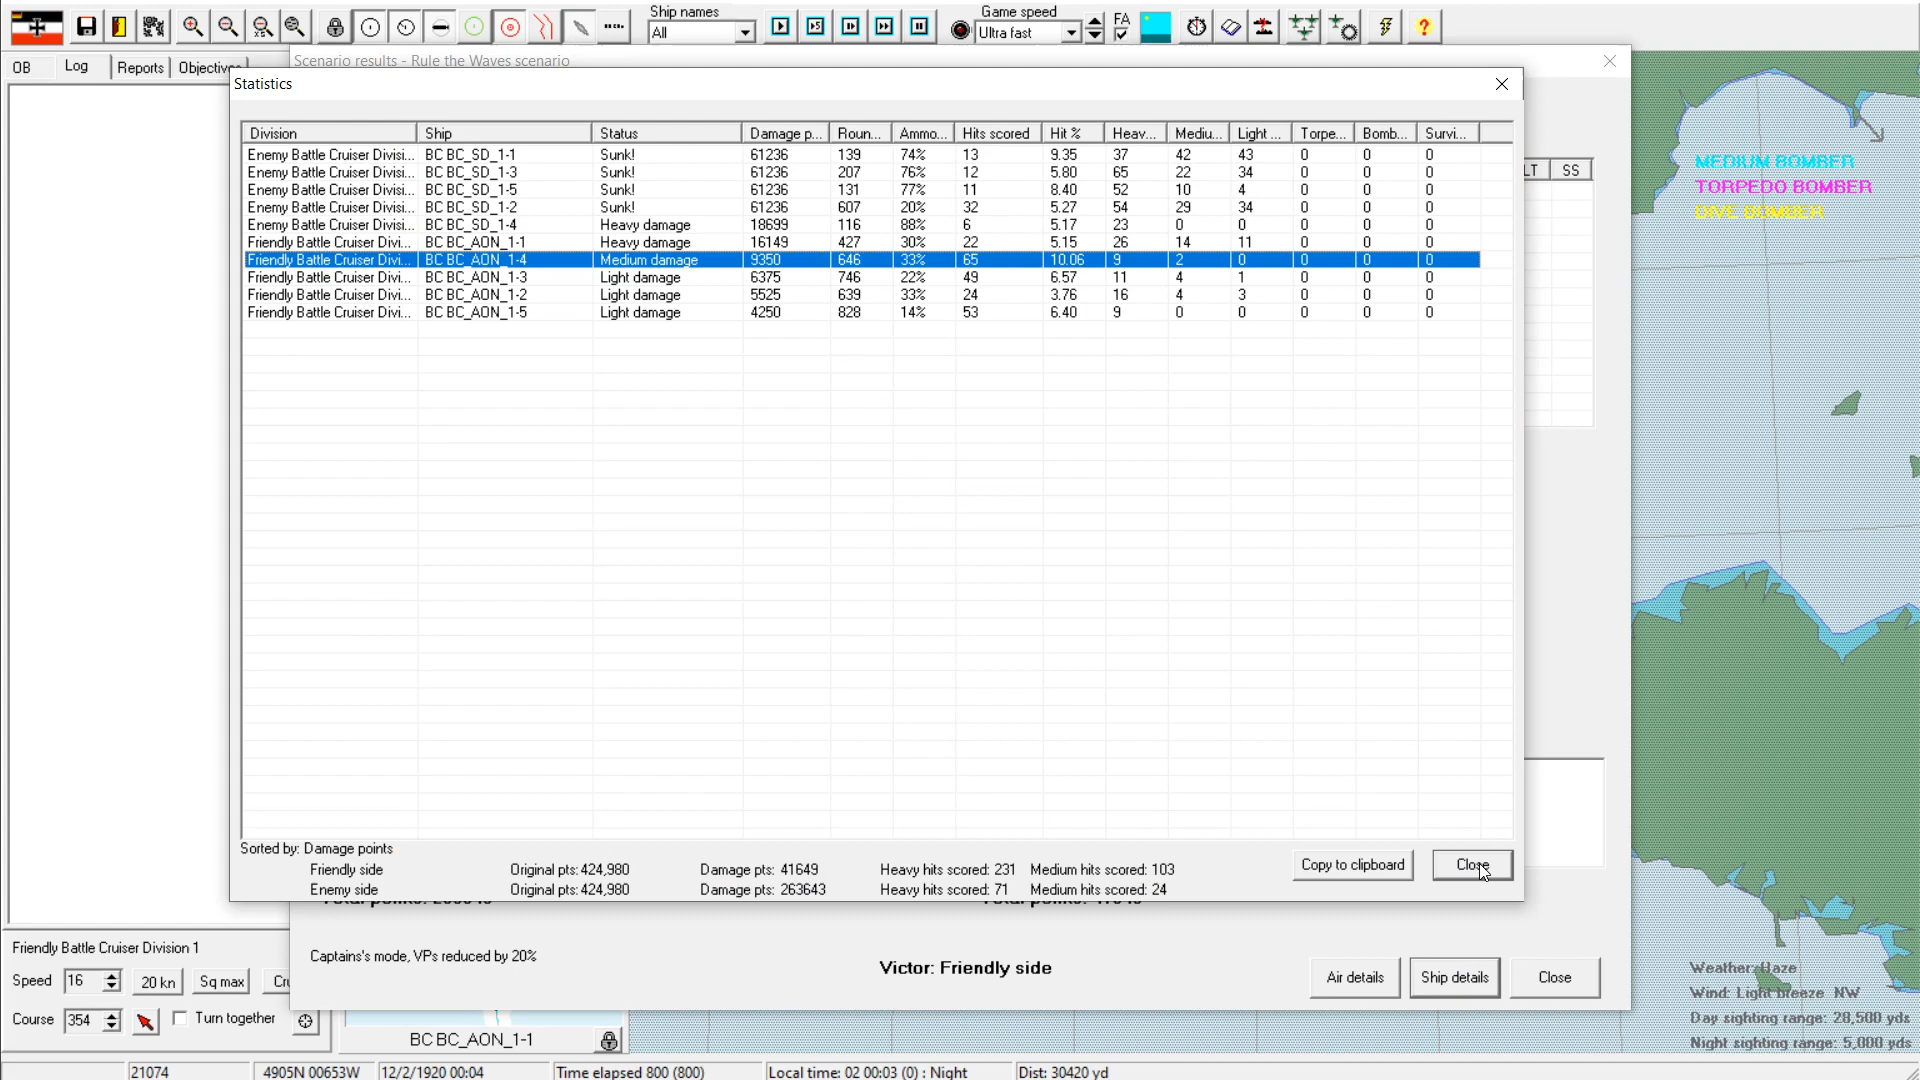 Ship names
Game speed
All
Ultra fast
FA
OB
Log
Reports
Objectives
Scenario results - Rule the Waves scenario
Statistics
Division Ship Status Damage p... Roun... Ammo... Hits scored Hit % Heav... Mediu... Light ... Torpe... Bomb... Survi...
Enemy Battle Cruiser Divisi... BC BC_SD_1-1 Sunk! 61236 139 74% 13 9.35 37 42 43 0 0 0
Enemy Battle Cruiser Divisi... BC BC_SD_1-3 Sunk! 61236 207 76% 12 5.80 65 22 34 0 0 0
Enemy Battle Cruiser Divisi... BC BC_SD_1-5 Sunk! 61236 131 77% 11 8.40 52 10 4 0 0 0
Enemy Battle Cruiser Divisi... BC BC_SD_1-2 Sunk! 61236 607 20% 32 5.27 54 29 34 0 0 0
Enemy Battle Cruiser Divisi... BC BC_SD_1-4 Heavy damage 18699 116 88% 6 5.17 23 0 0 0 0 0
Friendly Battle Cruiser Divi... BC BC_AON_1-1 Heavy damage 16149 427 30% 22 5.15 26 14 11 0 0 0
Friendly Battle Cruiser Divi... BC BC_AON_1-4 Medium damage 9350 646 33% 65 10.06 9 2 0 0 0 0
Friendly Battle Cruiser Divi... BC BC_AON_1-3 Light damage 6375 746 22% 49 6.57 11 4 1 0 0 0
Friendly Battle Cruiser Divi... BC BC_AON_1-2 Light damage 5525 639 33% 24 3.76 16 4 3 0 0 0
Friendly Battle Cruiser Divi... BC BC_AON_1-5 Light damage 4250 828 14% 53 6.40 9 0 0 0 0 0
LT SS
MEDIUM BOMBER
TORPEDO BOMBER
DIVE BOMBER
Sorted by: Damage points
Friendly side Original pts: 424,980 Damage pts: 41649 Heavy hits scored: 231 Medium hits scored: 103
Enemy side Original pts: 424,980 Damage pts: 263643 Heavy hits scored: 71 Medium hits scored: 24
Copy to clipboard
Close
Captains's mode, VPs reduced by 20%
Victor: Friendly side
Air details
Ship details
Close
Friendly Battle Cruiser Division 1
Speed 16 20 kn Sq max
Course 354 Turn together
BC BC_AON_1-1
Weather: Haze
Wind: Light breeze NW
Day sighting range: 28,500 yds
Night sighting range: 5,000 yds
21074 4905N 00653W 12/2/1920 00:04 Time elapsed 800 (800) Local time: 02 00:03 (0) : Night Dist: 30420 yd